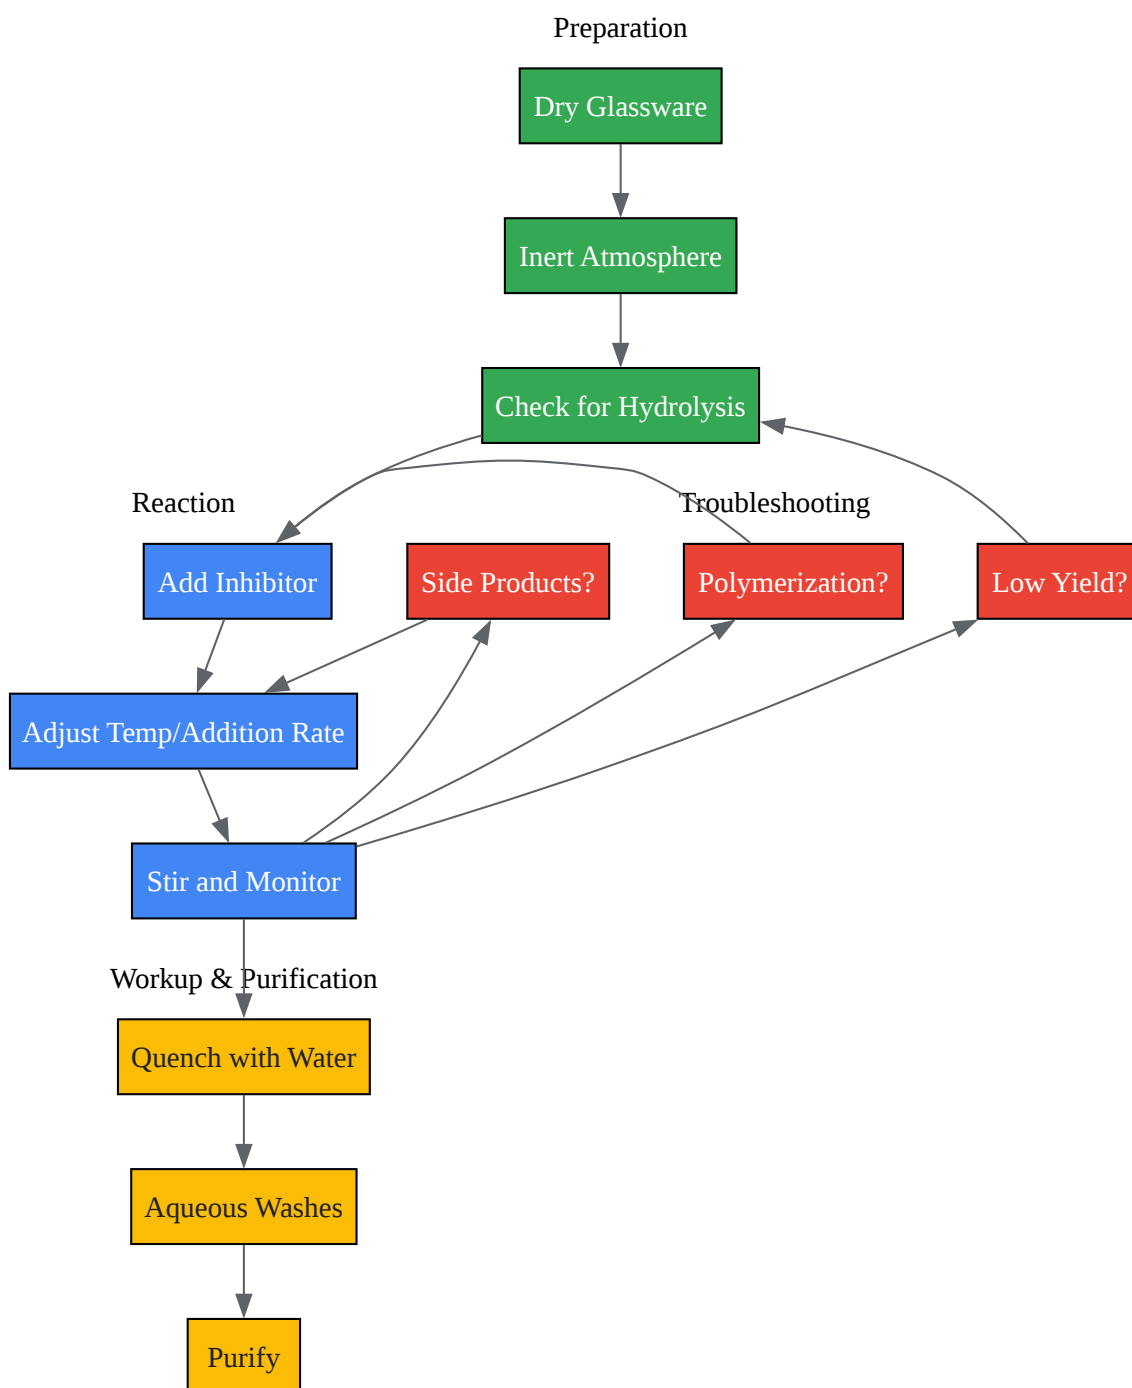 Preparation
Dry Glassware
Inert Atmosphere
Check for Hydrolysis
Reaction
Troubleshooting
Add Inhibitor
Side Products?
Polymerization?
Low Yield?
Adjust Temp/Addition Rate
Stir and Monitor
Workup & Purification
Quench with Water
Aqueous Washes
Purify